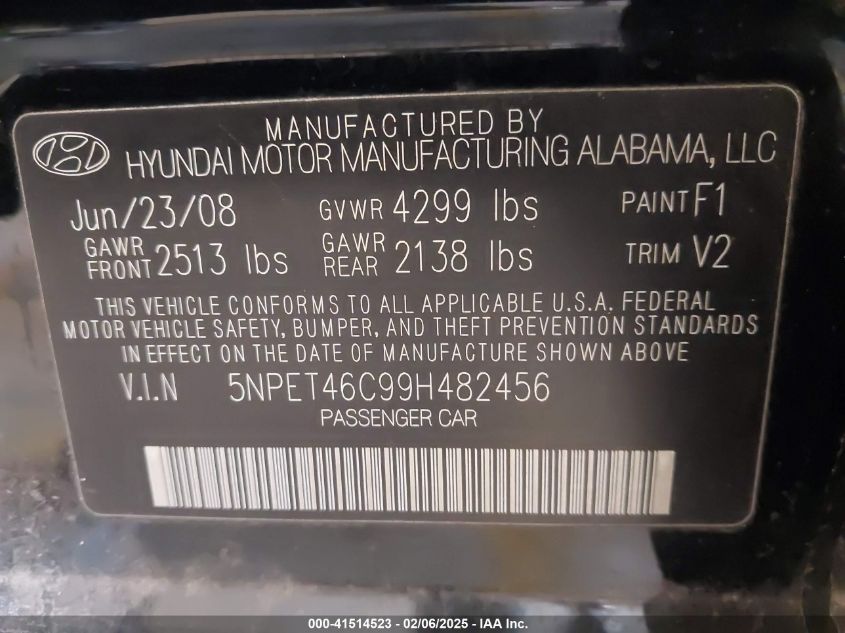 MANUFACTURED BY
HYUNDAI MOTOR MANUFACTURING ALABAMA, LLC
Jun/23/08 GVWR 4299 lbs PAINT F1
GAWR FRONT 2513 lbs GAWR REAR 2138 lbs TRIM V2
THIS VEHICLE CONFORMS TO ALL APPLICABLE U.S.A. FEDERAL
MOTOR VEHICLE SAFETY, BUMPER, AND THEFT PREVENTION STANDARDS
IN EFFECT ON THE DATE OF MANUFACTURE SHOWN ABOVE
V.I.N 5NPET46C99H482456
PASSENGER CAR
000-41514523 - 02/06/2025 - IAA Inc.